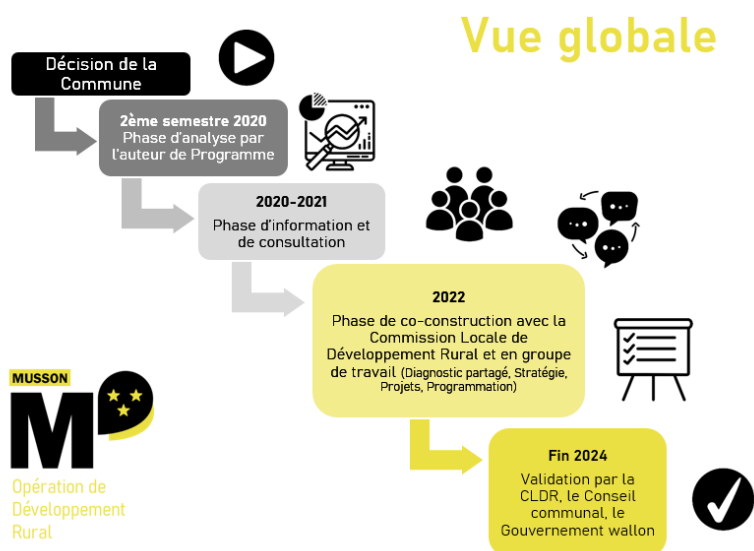 Vue globale
Décision de la
Commune
2ème semestre 2020
Phase d'analyse par
l'auteur de Programme
2020-2021
Phase d'information et
de consultation
2022
Phase de co-construction avec la
Commission Locale de
Développement Rural et en groupe
de travail (Diagnostic partagé, Stratégie,
Projets, Programmation)
Fin 2024
Validation par la
CLDR, le Conseil
communal, le
Gouvernement wallon
MUSSON
M
Opération de
Développement
Rural